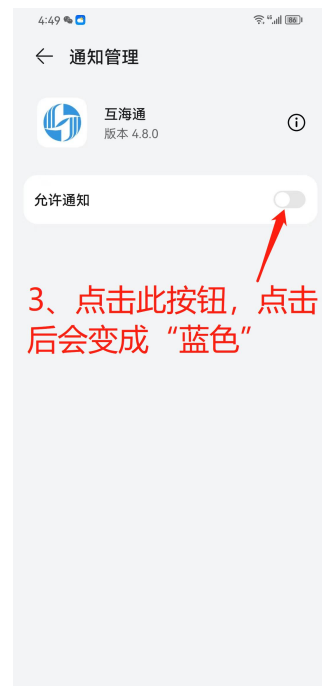 4:49
86
通知管理
互海通
版本 4.8.0
允许通知
3、点击此按钮，点击
后会变成“蓝色”